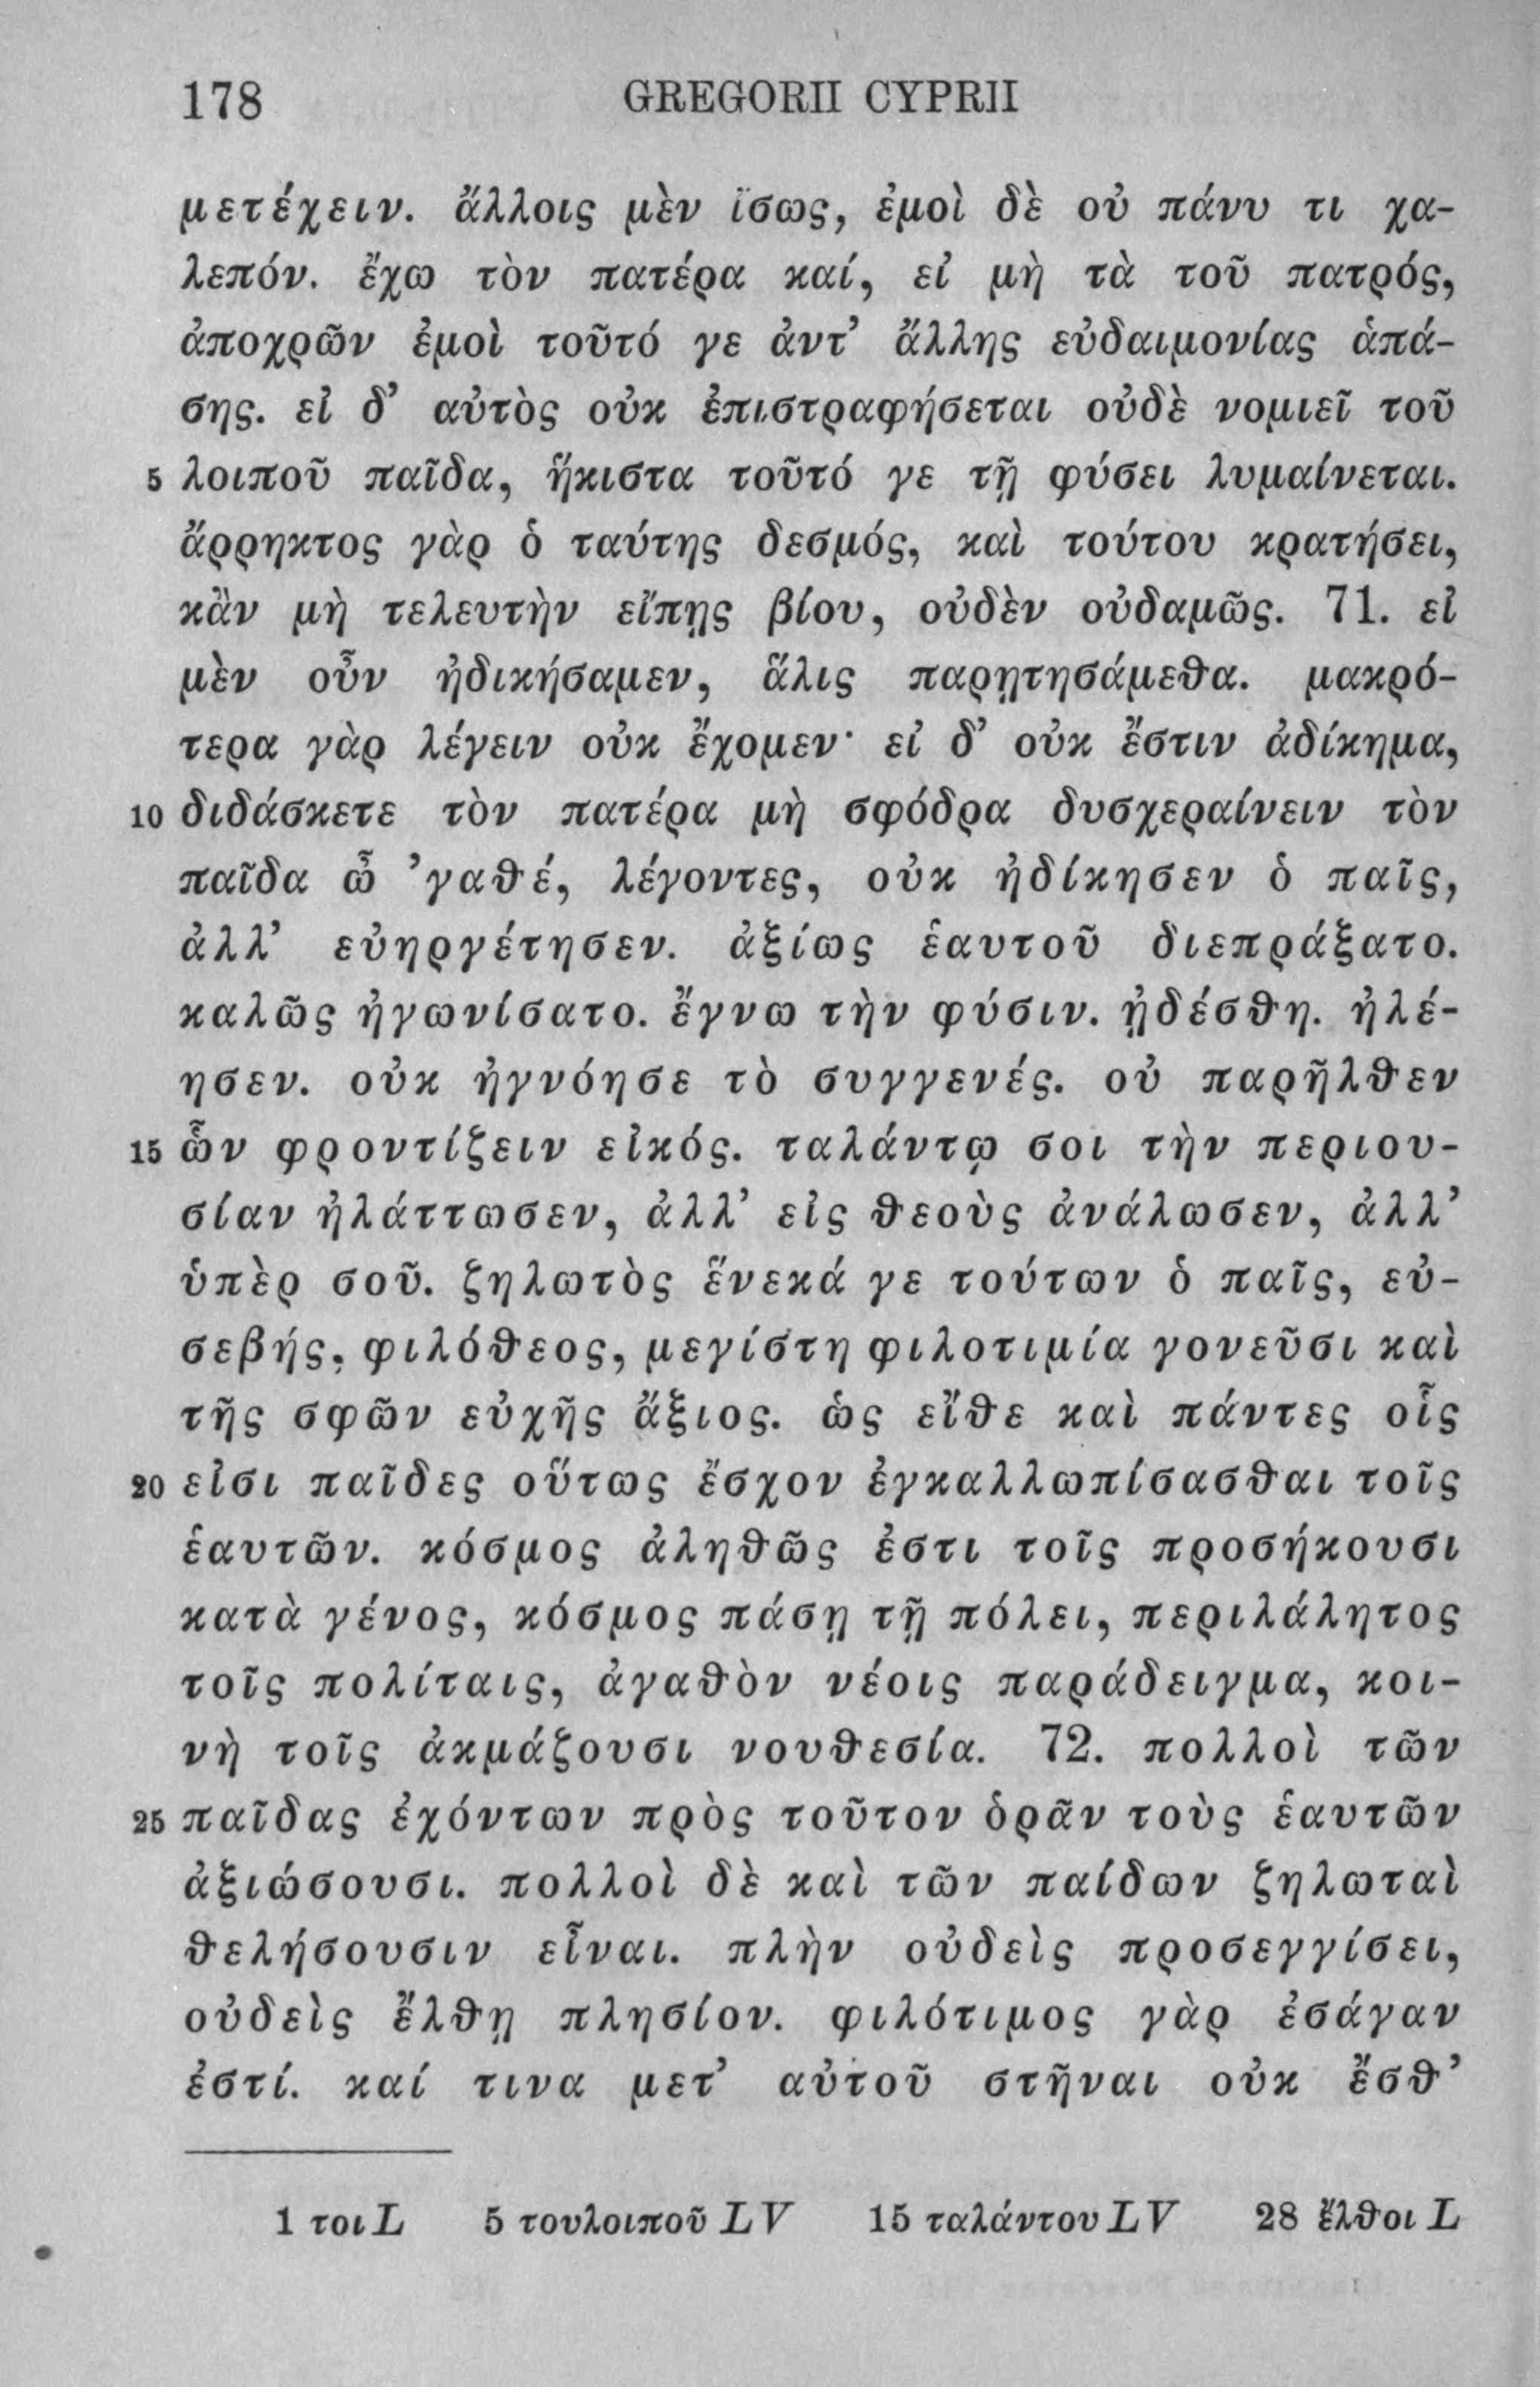 178 GREGORII CYPRII
μετέχειν. ἄλλοις μὲν ἴσως, ἐμοὶ δὲ οὐ πάνυ τι χα-
λεπόν. ἔχω τὸν πατέρα καί, εἰ μὴ τὰ τοῦ πατρός,
ἀποχρῶν ἐμοὶ τοῦτό γε ἀντ’ ἄλλης εὐδαιμονίας ἁπά-
σης. εἰ δ’ αὐτὸς οὐκ ἐπιστραφήσεται οὐδὲ νομιεῖ τοῦ
5 λοιποῦ παῖδα, ἥκιστα τοῦτό γε τῇ φύσει λυμαίνεται.
ἄρρηκτος γὰρ ὁ ταύτης δεσμός, καὶ τούτου κρατήσει,
κἂν μὴ τελευτὴν εἴπῃς βίου, οὐδὲν οὐδαμῶς. 71. εἰ
μὲν οὖν ἠδικήσαμεν, ἅλις παρῃτησάμεθα. μακρό-
τερα γὰρ λέγειν οὐκ ἔχομεν· εἰ δ’ οὐκ ἔστιν ἀδίκημα,
10 διδάσκετε τὸν πατέρα μὴ σφόδρα δυσχεραίνειν τὸν
παῖδα ὦ ’γαθέ, λέγοντες, οὐκ ἠδίκησεν ὁ παῖς,
ἀλλ’ εὐηργέτησεν. ἀξίως ἑαυτοῦ διεπράξατο.
καλῶς ἠγωνίσατο. ἔγνω τὴν φύσιν. ᾐδέσθη. ἠλέ-
ησεν. οὐκ ἠγνόησε τὸ συγγενές. οὐ παρῆλθεν
15 ὧν φροντίζειν εἰκός. ταλάντῳ σοι τὴν περιου-
σίαν ἠλάττωσεν, ἀλλ’ εἰς θεοὺς ἀνάλωσεν, ἀλλ’
ὑπὲρ σοῦ. ζηλωτὸς ἕνεκά γε τούτων ὁ παῖς, εὐ-
σεβής, φιλόθεος, μεγίστη φιλοτιμία γονεῦσι καὶ
τῆς σφῶν εὐχῆς ἄξιος. ὡς εἴθε καὶ πάντες οἷς
20 εἰσι παῖδες οὕτως ἔσχον ἐγκαλλωπίσασθαι τοῖς
ἑαυτῶν. κόσμος ἀληθῶς ἐστι τοῖς προσήκουσι
κατὰ γένος, κόσμος πάσῃ τῇ πόλει, περιλάλητος
τοῖς πολίταις, ἀγαθὸν νέοις παράδειγμα, κοι-
νὴ τοῖς ἀκμάζουσι νουθεσία. 72. πολλοὶ τῶν
25 παῖδας ἐχόντων πρὸς τοῦτον ὁρᾶν τοὺς ἑαυτῶν
ἀξιώσουσι. πολλοὶ δὲ καὶ τῶν παίδων ζηλωταὶ
θελήσουσιν εἶναι. πλὴν οὐδεὶς προσεγγίσει,
οὐδεὶς ἔλθῃ πλησίον. φιλότιμος γὰρ ἐσάγαν
ἐστί. καί τινα μετ’ αὐτοῦ στῆναι οὐκ ἔσθ’
1 τοι L 5 τουλοιποῦ LV 15 ταλάντου LV 28 ἔλθοι L